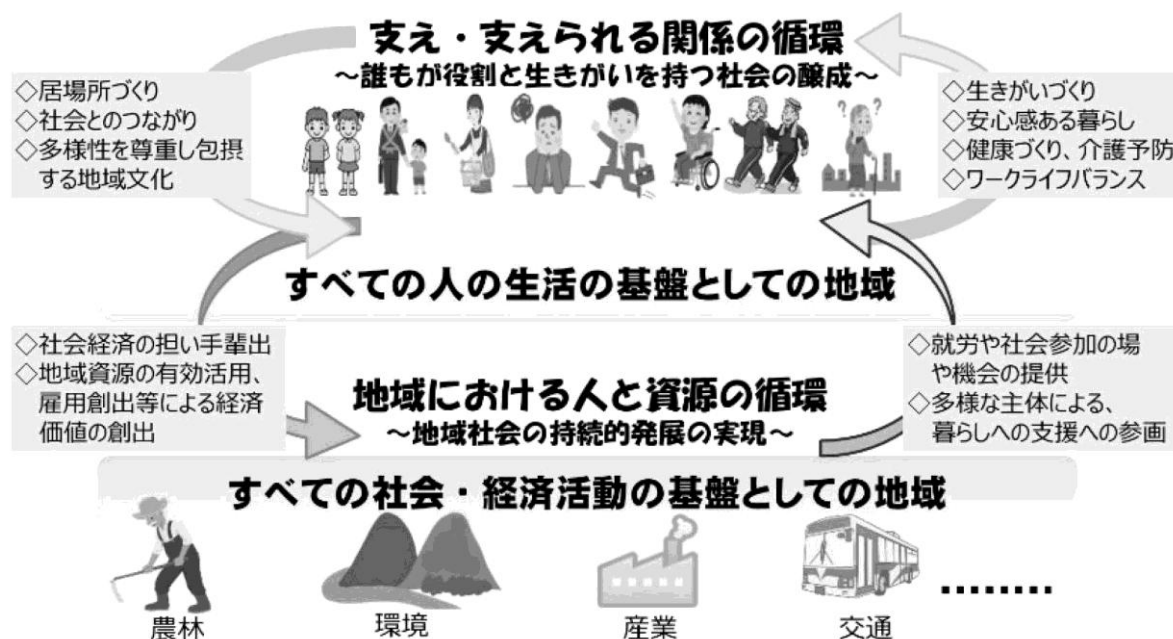 支え・支えられる関係の循環
～誰もが役割と生きがいを持つ社会の醸成～
◇居場所づくり
◇社会とのつながり
◇多様性を尊重し包摂
する地域文化
◇生きがいづくり
◇安心感ある暮らし
◇健康づくり、介護予防
◇ワークライフバランス
すべての人の生活の基盤としての地域
◇社会経済の担い手輩出
◇地域資源の有効活用、
雇用創出等による経済
価値の創出
地域における人と資源の循環
～地域社会の持続的発展の実現～
◇就労や社会参加の場
や機会の提供
◇多様な主体による、
暮らしへの支援への参画
すべての社会・経済活動の基盤としての地域
農林
環境
産業
交通
………